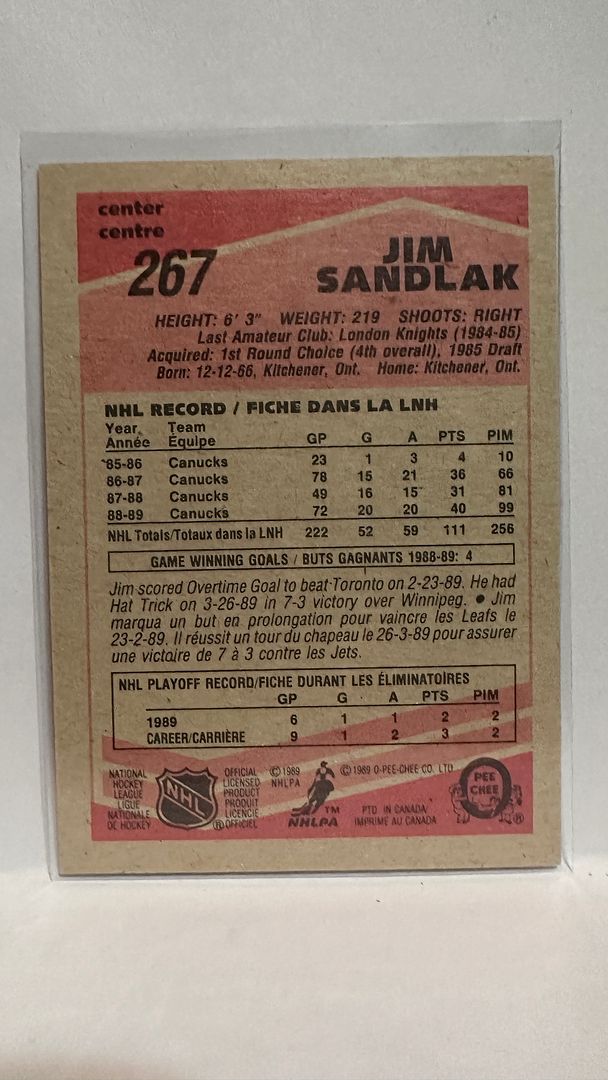 center
centre
267
JIM
SANDLAK
HEIGHT: 6' 3" WEIGHT: 219 SHOOTS: RIGHT
Last Amateur Club: London Knights (1984-85)
Acquired: 1st Round Choice (4th overall), 1985 Draft
Born: 12-12-66, Kitchener, Ont. Home: Kitchener, Ont.
NHL RECORD / FICHE DANS LA LNH
Year Team
Année Équipe GP G A PTS PIM
85-86 Canucks 23 1 3 4 10
86-87 Canucks 78 15 21 36 66
87-88 Canucks 49 16 15 31 81
88-89 Canucks 72 20 20 40 99
NHL Totals/Totaux dans la LNH 222 52 59 111 256
GAME WINNING GOALS / BUTS GAGNANTS 1988-89: 4
Jim scored Overtime Goal to beat Toronto on 2-23-89. He had
Hat Trick on 3-26-89 in 7-3 victory over Winnipeg. ● Jim
marqua un but en prolongation pour vaincre les Leafs le
23-2-89. Il réussit un tour du chapeau le 26-3-89 pour assurer
une victoire de 7 à 3 contre les Jets.
NHL PLAYOFF RECORD/FICHE DURANT LES ÉLIMINATOIRES
GP G A PTS PIM
1989 6 1 1 2 2
CAREER/CARRIÈRE 9 1 2 3 2
NATIONAL
HOCKEY
LEAGUE
LIGUE
NATIONALE
DE HOCKEY
NHL
®
OFFICIAL
LICENSED
PRODUCT
PRODUIT
LICENCIÉ
OFFICIEL
© 1989
NHLPA
TM
NHLPA
© 1989 O-PEE-CHEE CO. LTD.
PTD. IN CANADA
IMPRIMÉ AU CANADA
O
PEE
CHEE
®